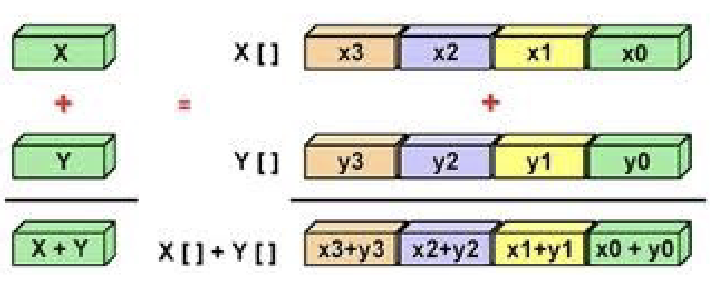 X X [ ] x3 x2 x1 x0
+ = +
Y Y [ ] y3 y2 y1 y0
X + Y X [ ] + Y [ ] x3+y3 x2+y2 x1+y1 x0 + y0